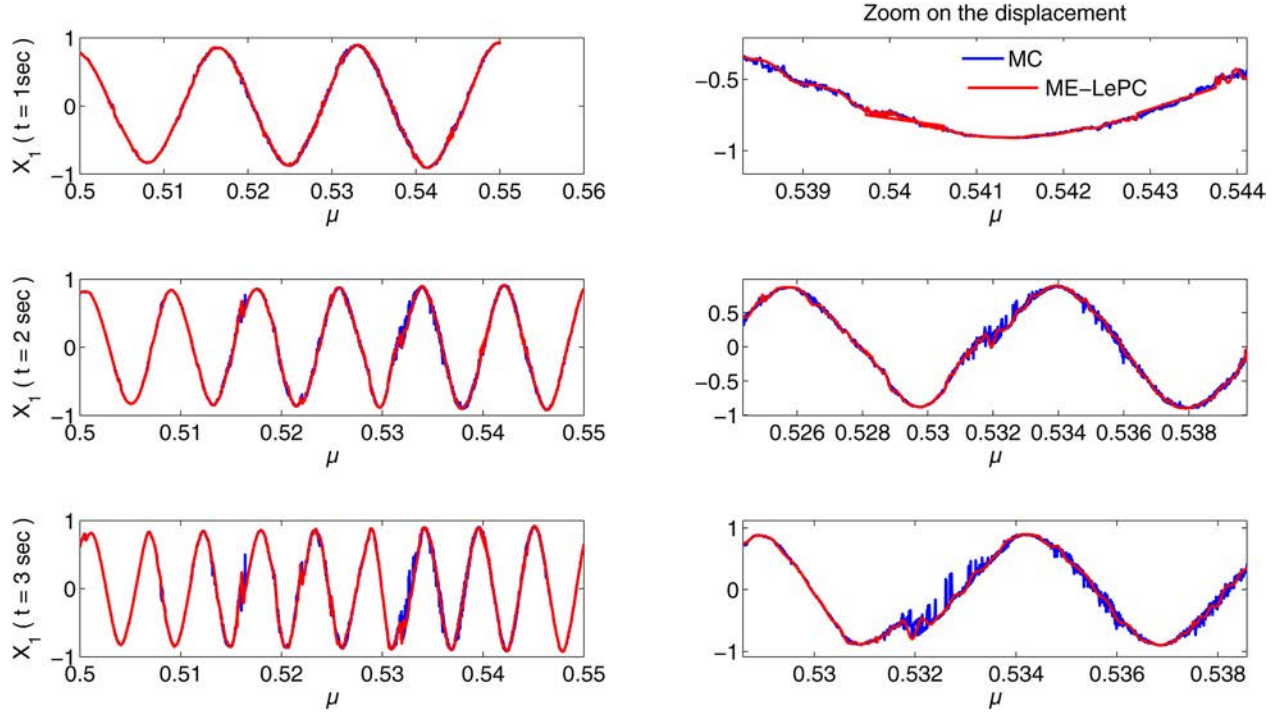 Zoom on the displacement
X1 ( t = 1sec)
1
0
−1
0.5 0.51 0.52 0.53 0.54 0.55 0.56
μ
MC
ME−LePC
−0.5
−1
0.539 0.54 0.541 0.542 0.543 0.544
μ
X1 ( t = 2 sec)
1
0
−1
0.5 0.51 0.52 0.53 0.54 0.55
μ
0.5
0
−0.5
−1
0.526 0.528 0.53 0.532 0.534 0.536 0.538
μ
X1 ( t = 3 sec)
1
0
−1
0.5 0.51 0.52 0.53 0.54 0.55
μ
1
0
−1
0.53 0.532 0.534 0.536 0.538
μ